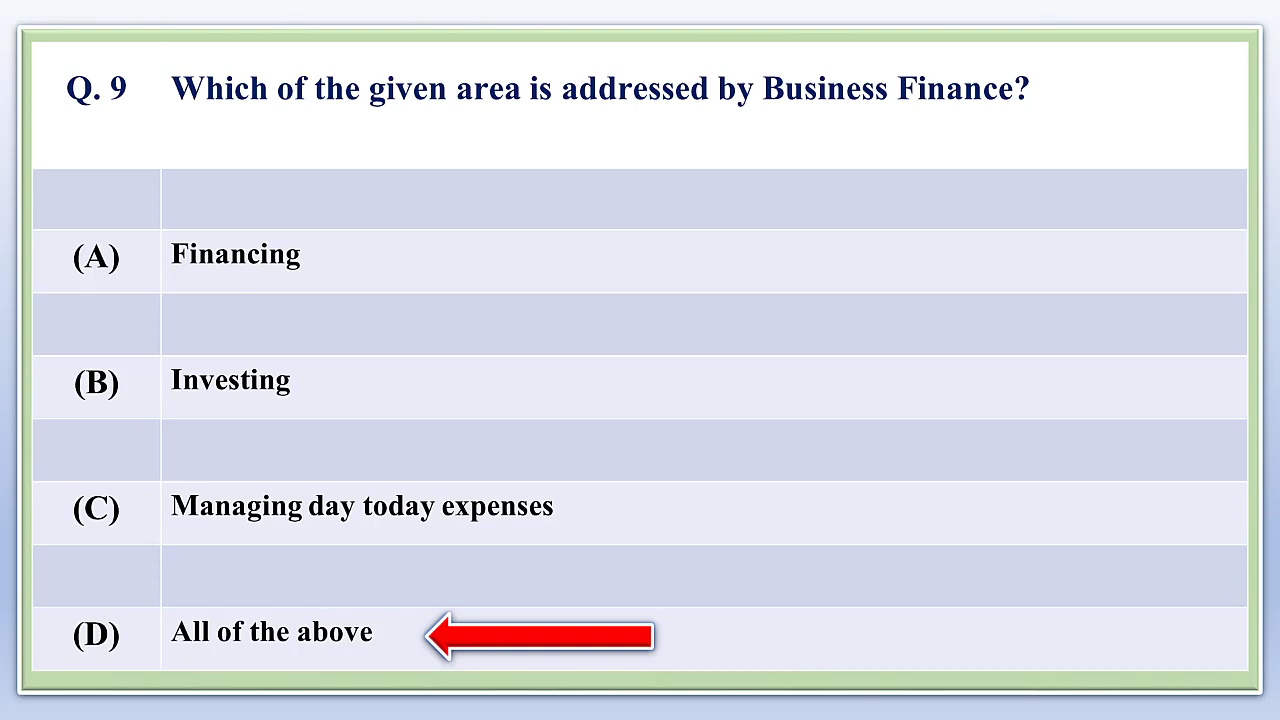 Q. 9 Which of the given area is addressed by Business Finance?
(A) Financing
(B) Investing
(C) Managing day today expenses
(D) All of the above